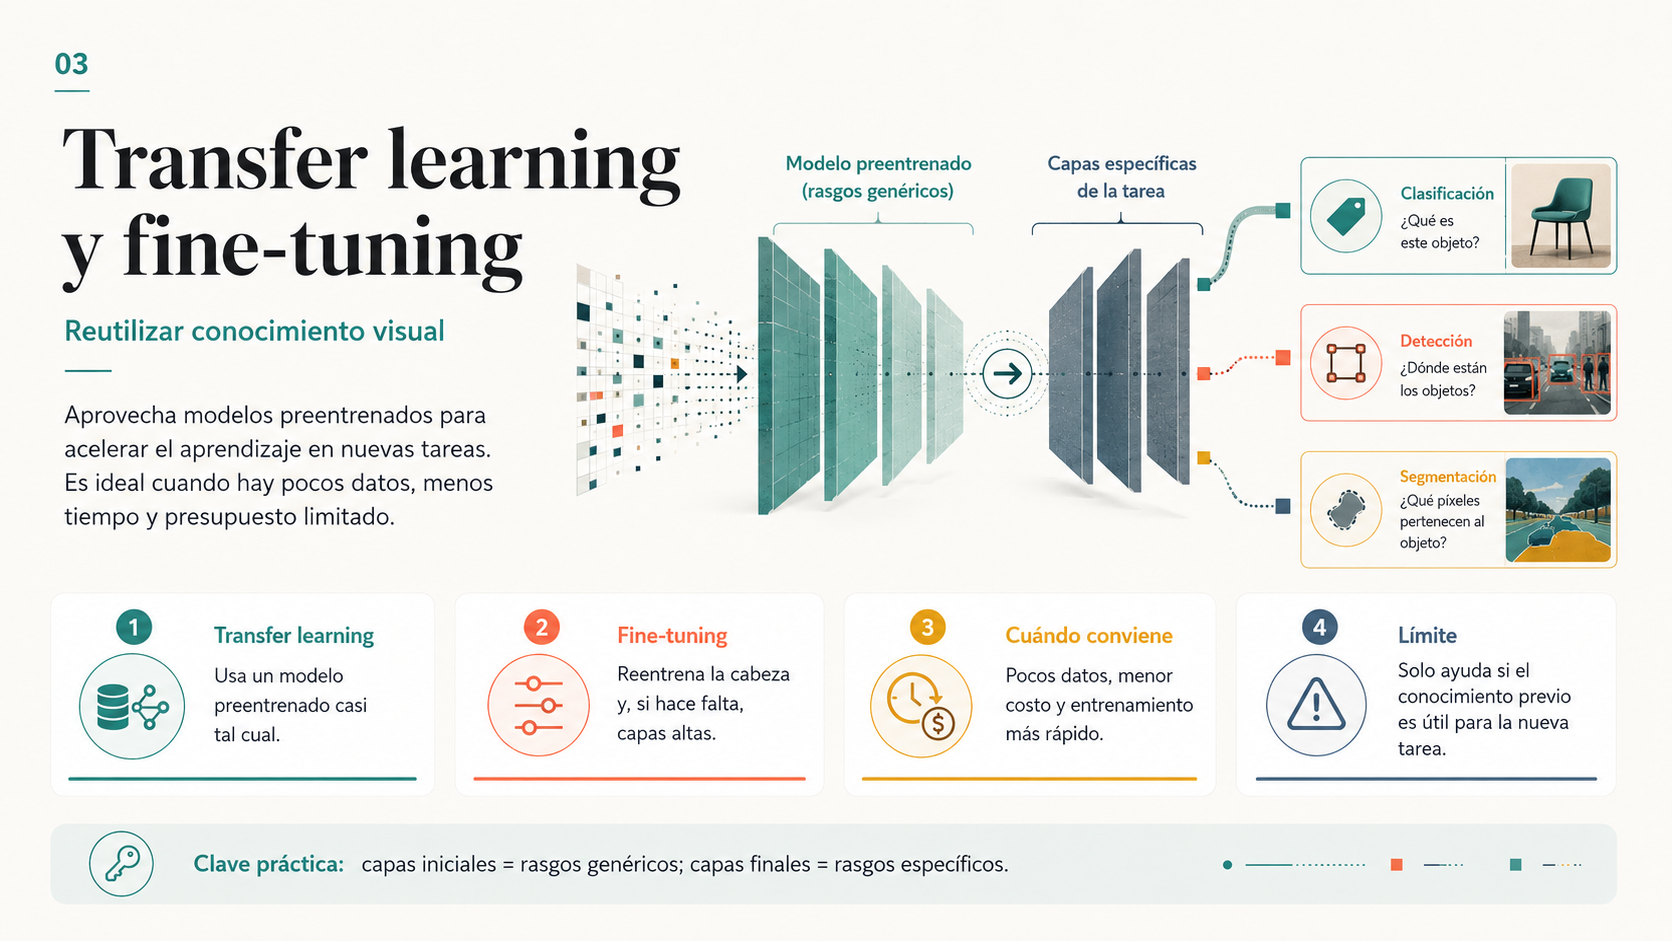 03
Transfer learning
y fine-tuning
Reutilizar conocimiento visual
Aprovecha modelos preentrenados para
acelerar el aprendizaje en nuevas tareas.
Es ideal cuando hay pocos datos, menos
tiempo y presupuesto limitado.
Modelo preentrenado
(rasgos genéricos)
Capas específicas
de la tarea
Clasificación
¿Qué es
este objeto?
Detección
¿Dónde están
los objetos?
Segmentación
¿Qué píxeles
pertenecen al
objeto?
1
Transfer learning
Usa un modelo
preentrenado casi
tal cual.
2
Fine-tuning
Reentrena la cabeza
y, si hace falta,
capas altas.
3
Cuándo conviene
Pocos datos, menor
costo y entrenamiento
más rápido.
$
4
Límite
Solo ayuda si el
conocimiento previo
es útil para la nueva
tarea.
Clave práctica: capas iniciales = rasgos genéricos; capas finales = rasgos específicos.